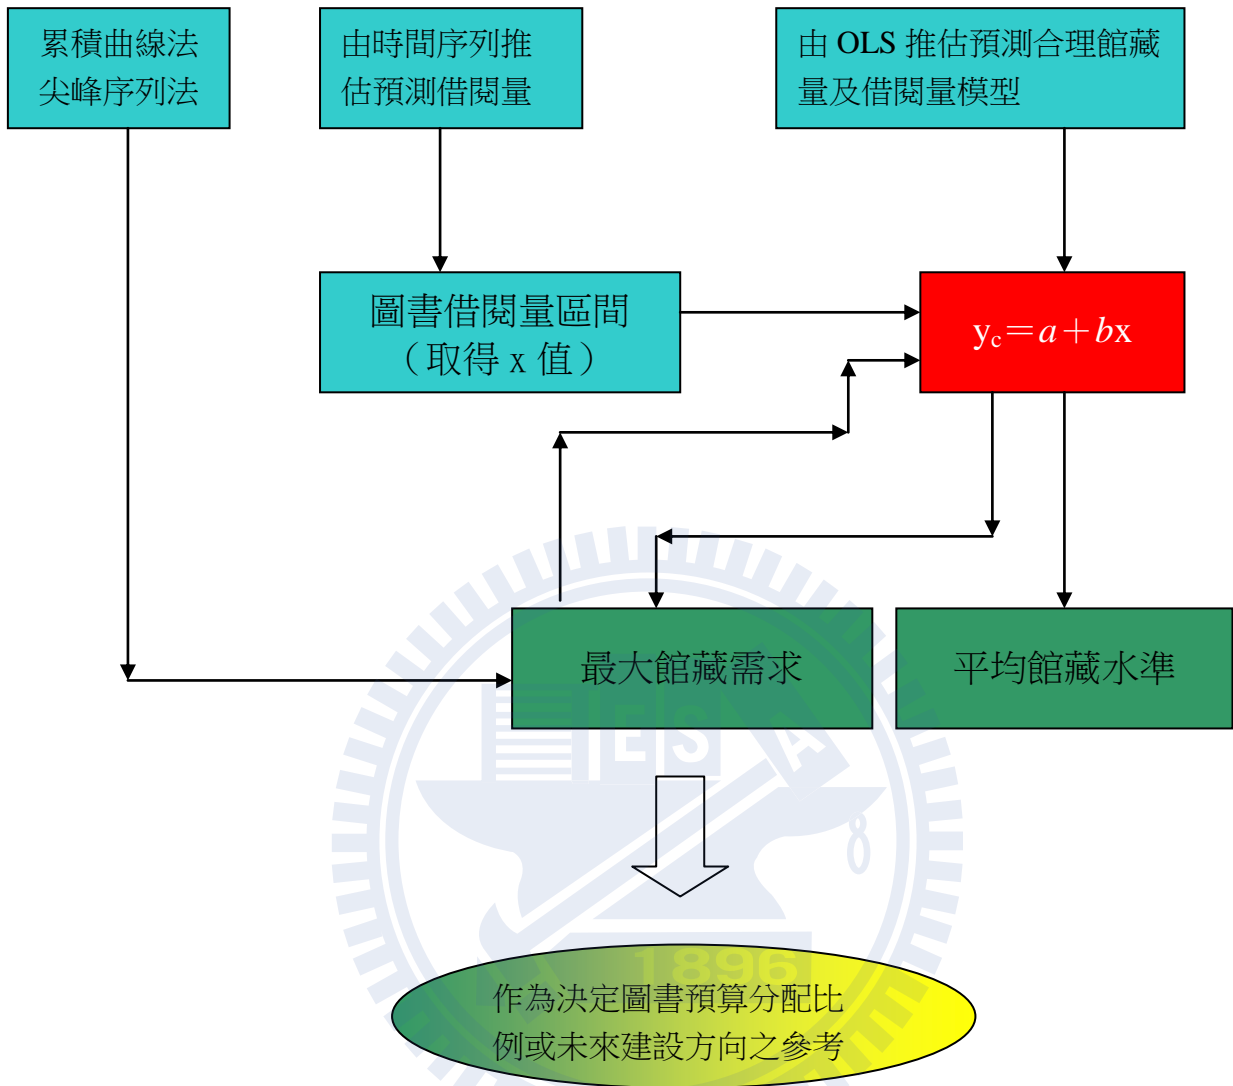 累積曲線法
尖峰序列法
由時間序列推
估預測借閱量
由 OLS 推估預測合理館藏
量及借閱量模型
圖書借閱量區間
（取得 x 值）
yc＝a＋bx
最大館藏需求
平均館藏水準
ESA
1896
作為決定圖書預算分配比
例或未來建設方向之參考